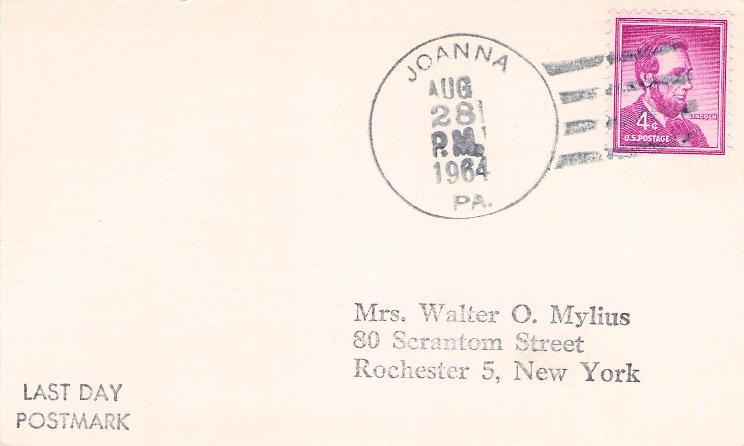 JOANNA
AUG
28
P.M.
1964
PA.
LINCOLN
4¢
U.S. POSTAGE
Mrs. Walter O. Mylius
80 Scrantom Street
Rochester 5, New York
LAST DAY
POSTMARK